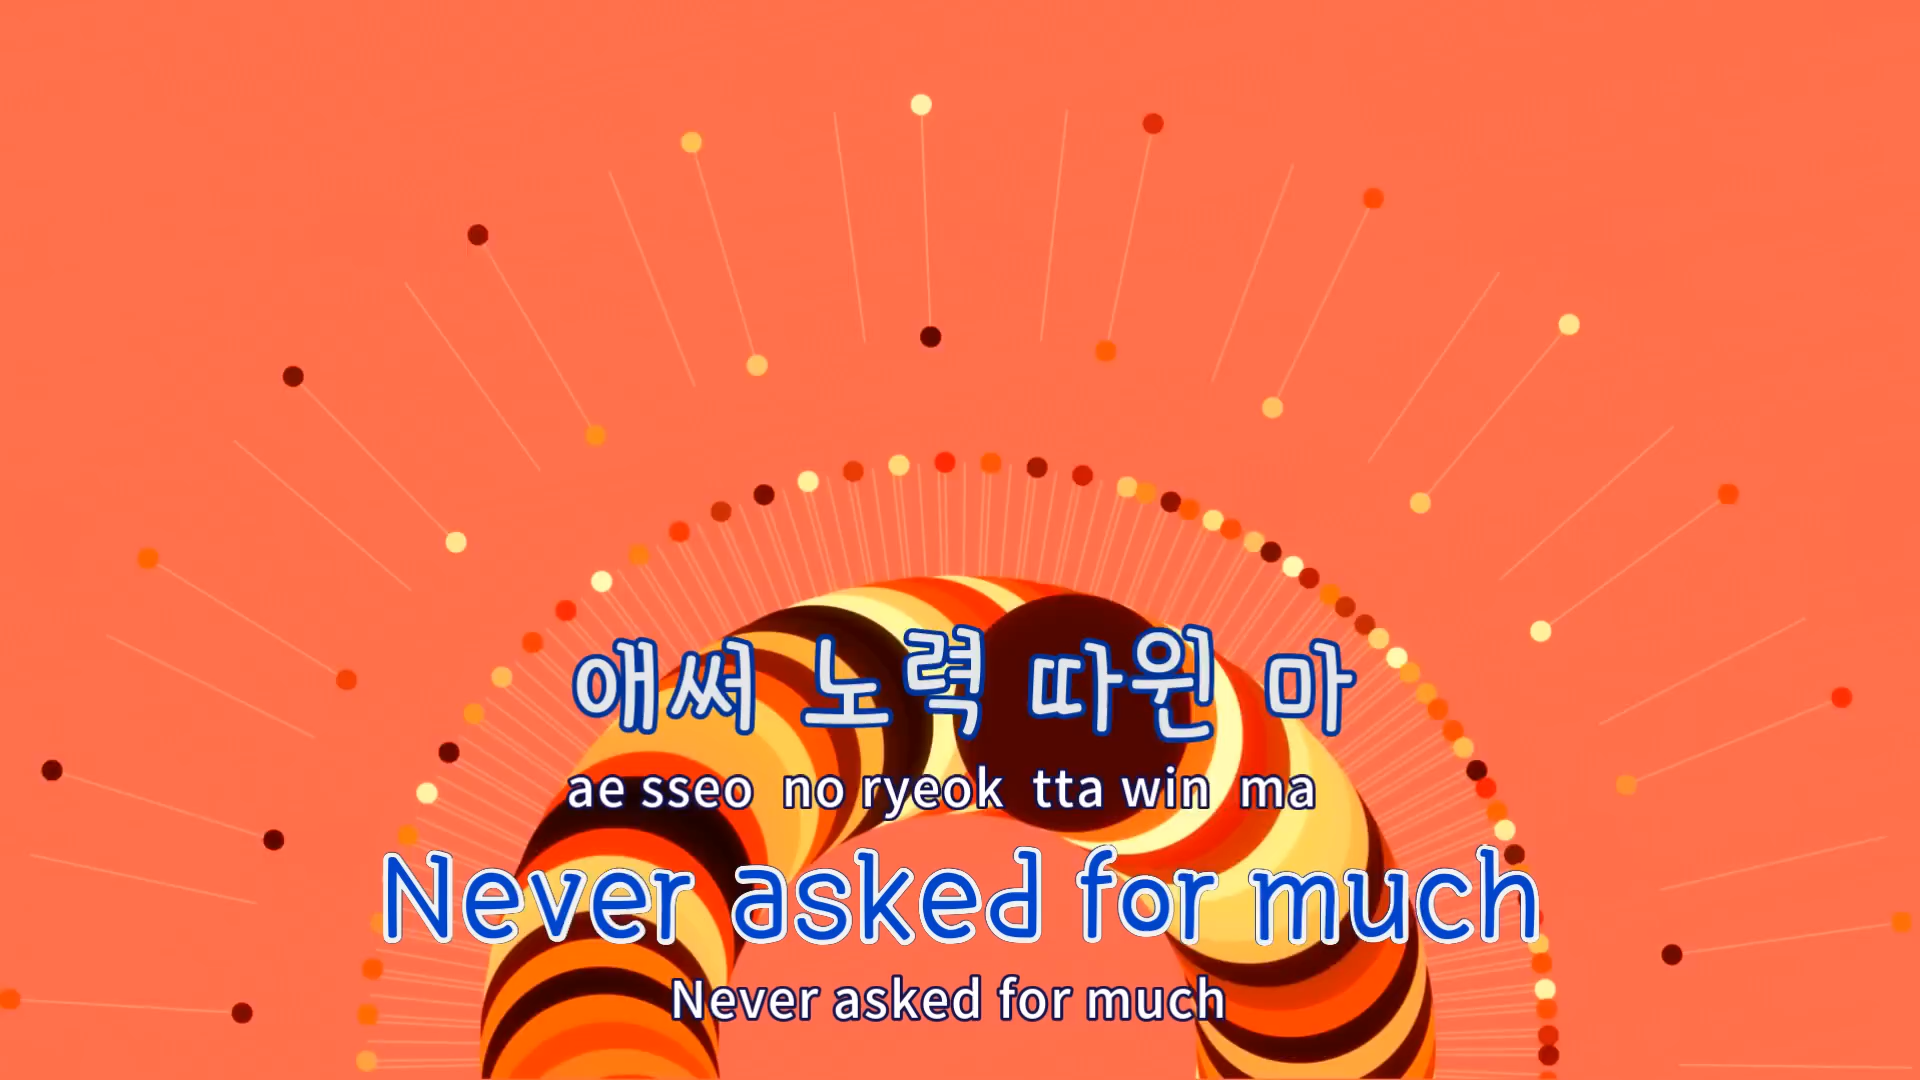 애써 노력 따윈 마
ae sseo no ryeok tta win ma
Never asked for much
Never asked for much